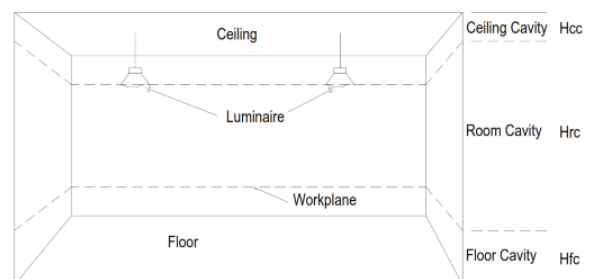 Ceiling
Ceiling Cavity Hcc
Luminaire
Room Cavity Hrc
Workplane
Floor
Floor Cavity Hfc